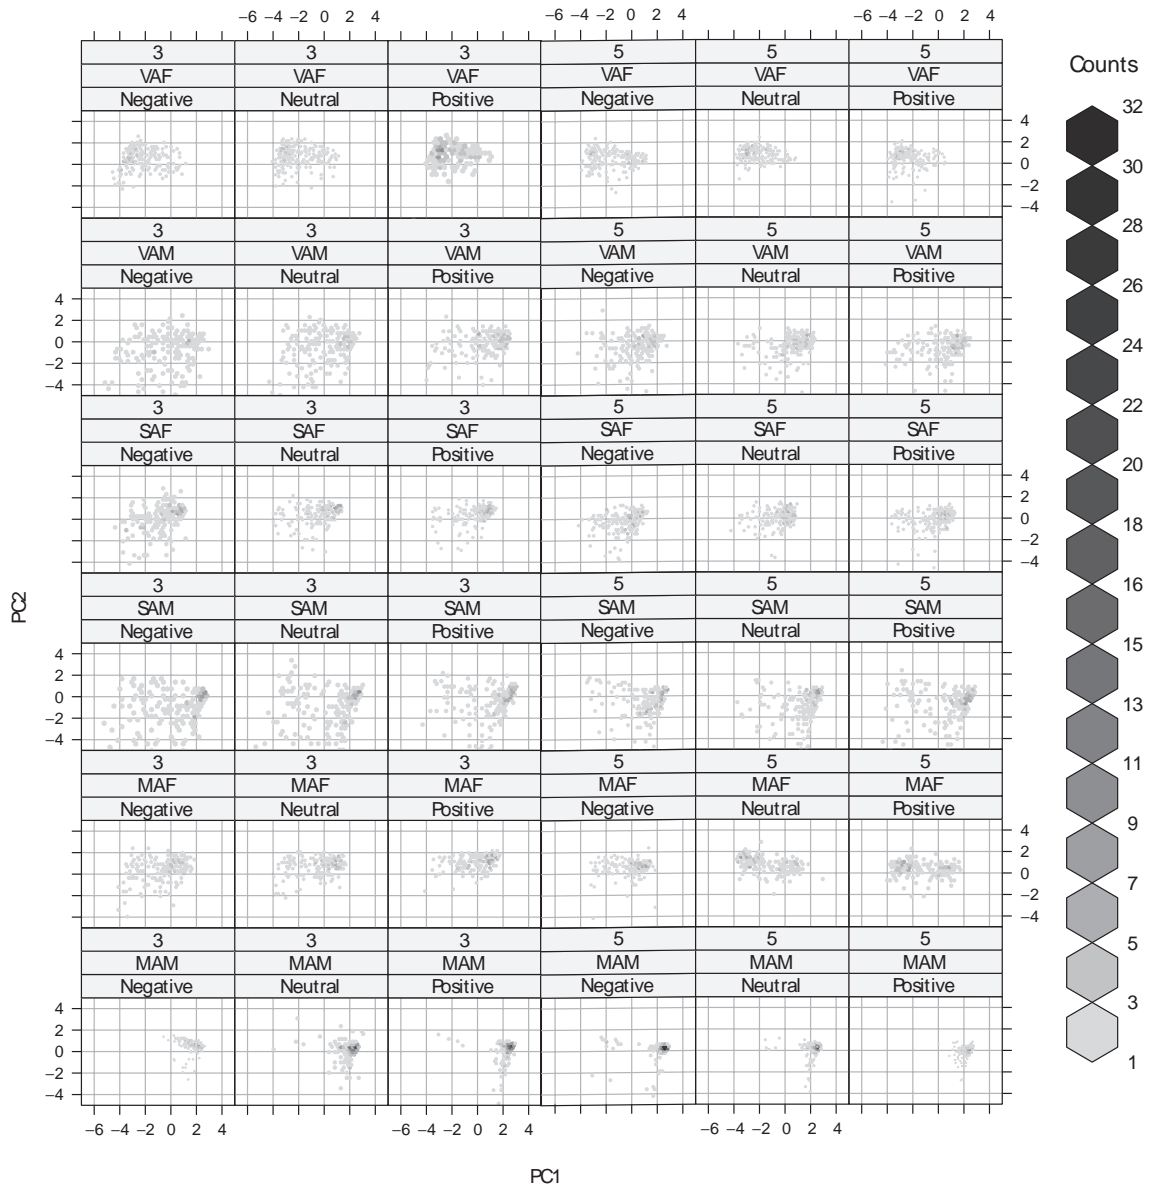 −6 −4 −2 0 2 4 −6 −4 −2 0 2 4 −6 −4 −2 0 2 4
3 3 3 5 5 5
VAF VAF VAF VAF VAF VAF
Negative Neutral Positive Negative Neutral Positive
4
2
0
−2
−4
3 3 3 5 5 5
VAM VAM VAM VAM VAM VAM
Negative Neutral Positive Negative Neutral Positive
4
2
0
−2
−4
3 3 3 5 5 5
SAF SAF SAF SAF SAF SAF
Negative Neutral Positive Negative Neutral Positive
4
2
0
−2
−4
3 3 3 5 5 5
SAM SAM SAM SAM SAM SAM
Negative Neutral Positive Negative Neutral Positive
4
2
0
−2
−4
3 3 3 5 5 5
MAF MAF MAF MAF MAF MAF
Negative Neutral Positive Negative Neutral Positive
4
2
0
−2
−4
3 3 3 5 5 5
MAM MAM MAM MAM MAM MAM
Negative Neutral Positive Negative Neutral Positive
4
2
0
−2
−4
−6 −4 −2 0 2 4 −6 −4 −2 0 2 4 −6 −4 −2 0 2 4
PC1
PC2
Counts
32
30
28
26
24
22
20
18
16
15
13
11
9
7
5
3
1